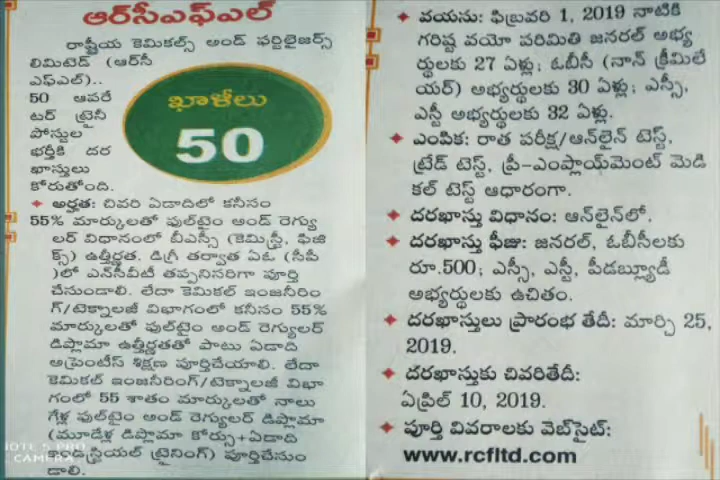 ఆర్‌సీఎఫ్ఎల్
రాష్ట్రీయ కెమికల్స్ అండ్ ఫర్టిలైజర్స్
లిమిటెడ్ (ఆర్‌సీ
ఎఫ్ఎల్)..
50 ఆపరే
టర్ ట్రైనీ
పోస్టుల
భర్తీకి దర
ఖాస్తులు
కోరుతోంది.
ఖాళీలు
50
అర్హత: చివరి ఏడాదిలో కనీసం
55% మార్కులతో ఫుల్‌టైం అండ్ రెగ్యు
లర్ విధానంలో బీఎస్సీ (కెమిస్ట్రీ, ఫిజి
క్స్) ఉత్తీర్ణత. డిగ్రీ తర్వాత ఏఓ (సీపీ
)లో ఎన్‌సీవీటీ తప్పనిసరిగా పూర్తి
చేసుండాలి. లేదా కెమికల్ ఇంజనీరిం
గ్/టెక్నాలజీ విభాగంలో కనీసం 55%
మార్కులతో ఫుల్‌టైం అండ్ రెగ్యులర్
డిప్లొమా ఉత్తీర్ణతతో పాటు ఏడాది
అప్రెంటీస్ శిక్షణ పూర్తిచేయాలి. లేదా
కెమికల్ ఇంజనీరింగ్/టెక్నాలజీ విభా
గంలో 55 శాతం మార్కులతో నాలు
గేళ్ల ఫుల్‌టైం అండ్ రెగ్యులర్ డిప్లొమా
(మూడేళ్ల డిప్లొమా కోర్సు+ఏడాది
ఇండస్ట్రియల్ ట్రైనింగ్) పూర్తిచేసుం
డాలి.
వయసు: ఫిబ్రవరి 1, 2019 నాటికి
గరిష్ట వయో పరిమితి జనరల్ అభ్య
ర్థులకు 27 ఏళ్లు; ఓబీసీ (నాన్ క్రీమిలే
యర్) అభ్యర్థులకు 30 ఏళ్లు; ఎస్సీ,
ఎస్టీ అభ్యర్థులకు 32 ఏళ్లు.
ఎంపిక: రాత పరీక్ష/ఆన్‌లైన్ టెస్ట్,
ట్రేడ్ టెస్ట్, ప్రీ-ఎంప్లాయ్‌మెంట్ మెడి
కల్ టెస్ట్ ఆధారంగా.
దరఖాస్తు విధానం: ఆన్‌లైన్‌లో.
దరఖాస్తు ఫీజు: జనరల్, ఓబీసీలకు
రూ.500; ఎస్సీ, ఎస్టీ, పీడబ్ల్యూడీ
అభ్యర్థులకు ఉచితం.
దరఖాస్తులు ప్రారంభ తేదీ: మార్చి 25,
2019.
దరఖాస్తుకు చివరితేదీ:
ఏప్రిల్ 10, 2019.
పూర్తి వివరాలకు వెబ్‌సైట్:
www.rcfltd.com